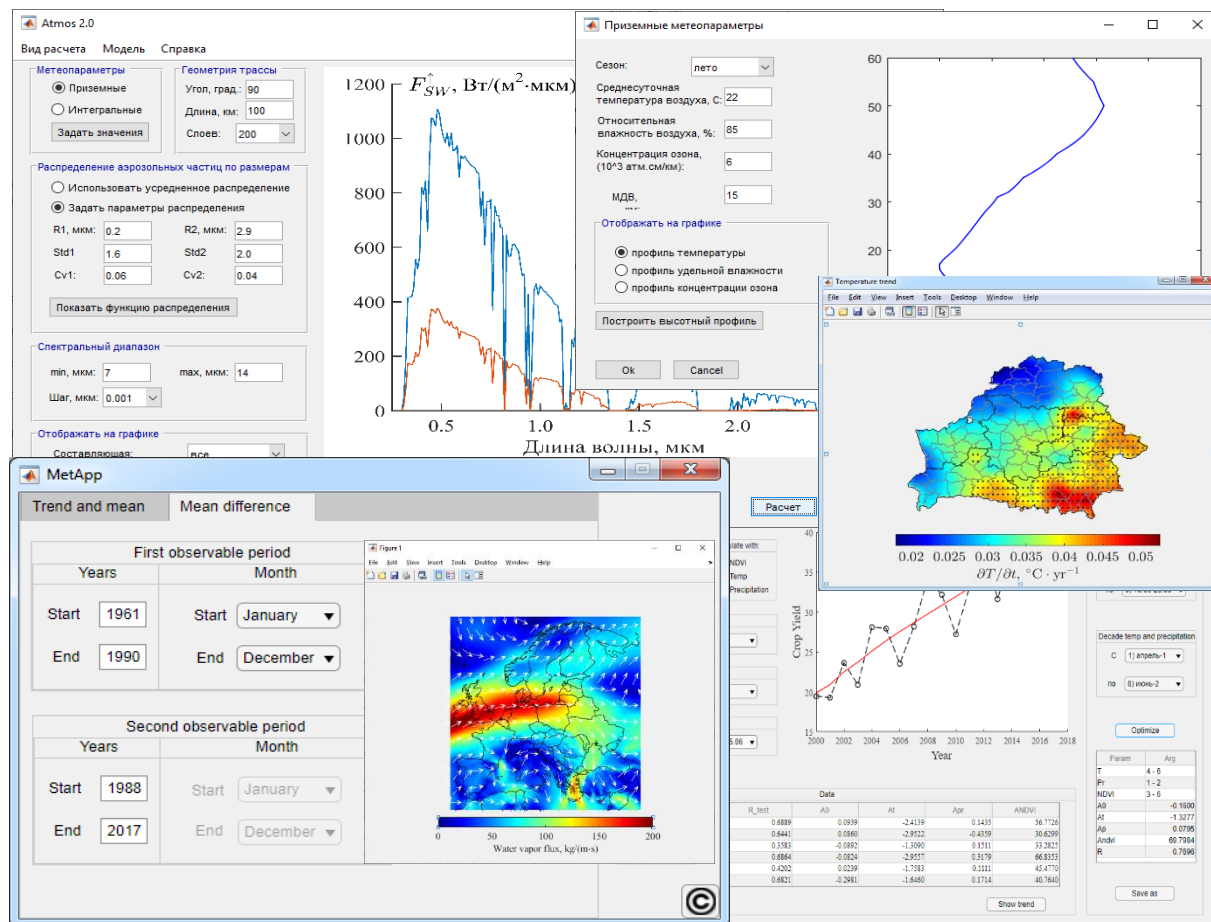 Atmos 2.0
Вид расчета Модель Справка
Метеопараметры
Приземные
Интегральные
Задать значения
Геометрия трассы
Угол, град.: 90
Длина, км: 100
Слоев: 200
Распределение аэрозольных частиц по размерам
Использовать усредненное распределение
Задать параметры распределения
R1, мкм: 0.2 R2, мкм: 2.9
Std1 1.6 Std2 2.0
Cv1: 0.06 Cv2: 0.04
Показать функцию распределения
Спектральный диапазон
min, мкм: 7 max, мкм: 14
Шаг, мкм: 0.001
Отображать на графике
Составляющая: все
F↑SW, Вт/(м²·мкм)
1200
1000
800
600
400
200
0
0.5 1.0 1.5 2.0
Длина волны, мкм
Приземные метеопараметры
Сезон: лето
Среднесуточная
температура воздуха, С: 22
Относительная
влажность воздуха, %: 85
Концентрация озона,
(10^3 атм.см/км): 6
МДВ, 15
Отображать на графике
профиль температуры
профиль удельной влажности
профиль концентрации озона
Построить высотный профиль
Ok Cancel
60
50
40
30
20
Temperature trend
File Edit View Insert Tools Desktop Window Help
0.02 0.025 0.03 0.035 0.04 0.045 0.05
∂T/∂t, °C · yr⁻¹
MetApp
Trend and mean Mean difference
First observable period
Years Month
Start 1961 Start January
End 1990 End December
Second observable period
Years Month
Start 1988 Start January
End 2017 End December
©
Figure 1
File Edit View Insert Tools Desktop Window Help
0 50 100 150 200
Water vapor flux, kg/(m·s)
Расчет
ulate with:
NDVI
Temp
Precipitation
5.06
Crop Yield
40
35
30
25
20
15
2000 2002 2004 2006 2008 2010 2012 2014 2016 2018
Year
Decade temp and precipitation
С 1) апрель-1
по 8) июнь-2
Optimize
Param Arg
T 4 - 6
Pr 1 - 2
NDVI 3 - 6
A0 -0.1600
At -1.3277
Ap 0.0795
Andvi 69.7984
R 0.7696
Save as
Data
R_test A0 At Apr ANDVI
0.6889 0.0939 -2.4139 0.1435 56.7726
0.6441 0.0860 -2.9522 -0.4359 30.6299
0.3583 -0.0892 -1.3090 0.1511 33.2825
0.6864 -0.0824 -2.9557 0.3179 66.8353
0.4202 0.0239 -1.7583 0.1111 45.4770
0.6821 -0.2981 -1.6460 0.1714 40.7640
Show trend